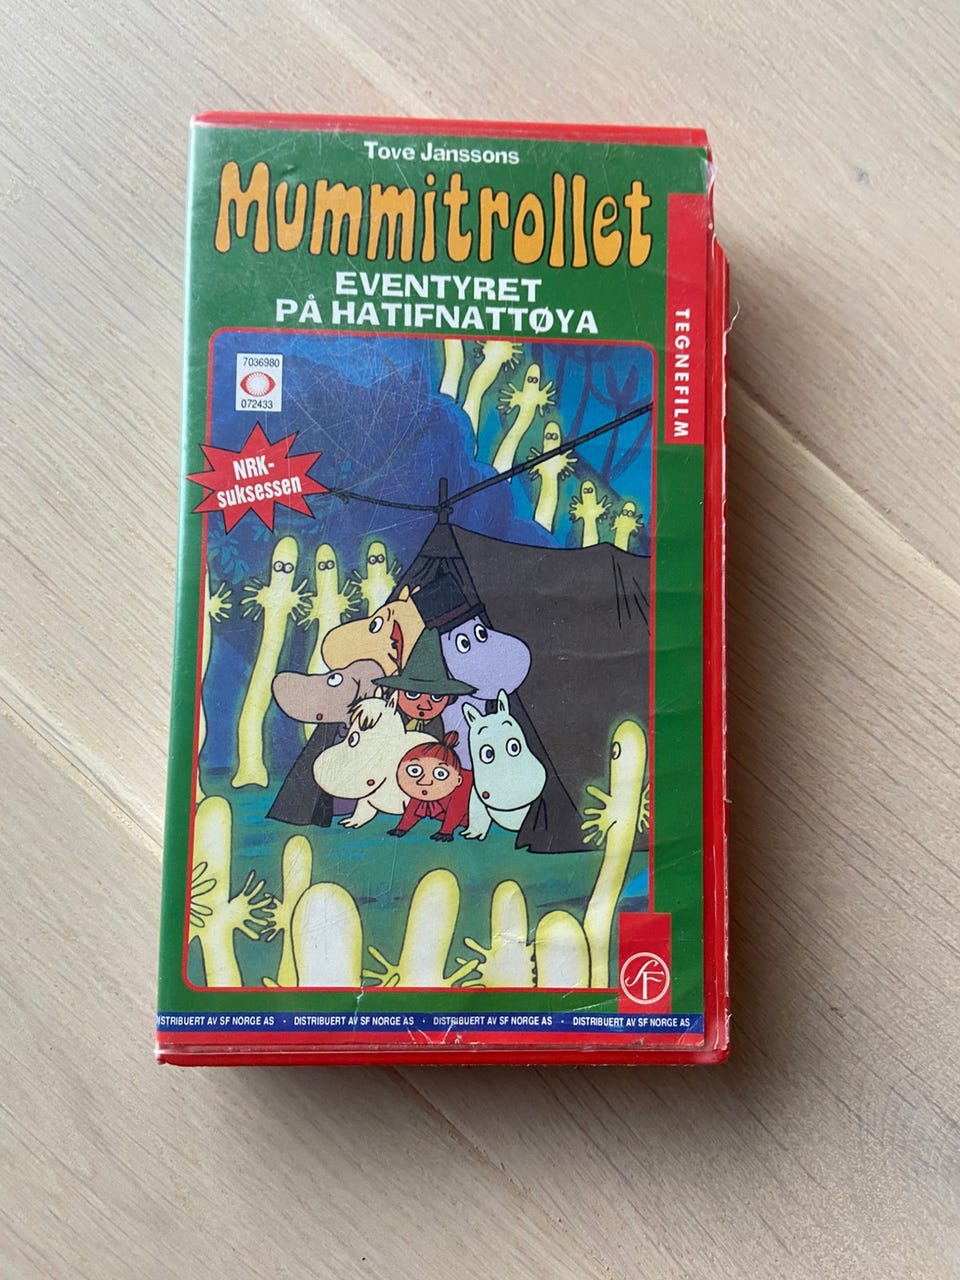 Tove Janssons
Mummitrollet
EVENTYRET
PÅ HATIFNATTØYA
TEGNEFILM
7036980
072433
NRK-
suksessen
SF
ISTRIBUERT AV SF NORGE AS • DISTRIBUERT AV SF NORGE AS • DISTRIBUERT AV SF NORGE AS • DISTRIBUERT AV SF NORGE AS